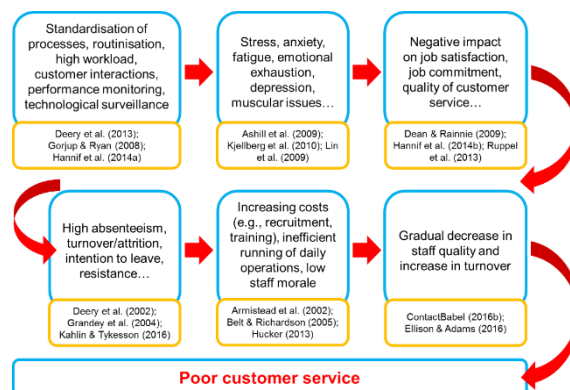 Standardisation of
processes, routinisation,
high workload,
customer interactions,
performance monitoring,
technological surveillance
Deery et al. (2013);
Gorjup & Ryan (2008);
Hannif et al. (2014a)
Stress, anxiety,
fatigue, emotional
exhaustion,
depression,
muscular issues…
Ashill et al. (2009);
Kjellberg et al. (2010); Lin
et al. (2009)
Negative impact
on job satisfaction,
job commitment,
quality of customer
service…
Dean & Rainnie (2009);
Hannif et al. (2014b); Ruppel
et al. (2013)
High absenteeism,
turnover/attrition,
intention to leave,
resistance…
Deery et al. (2002);
Grandey et al. (2004);
Kahlin & Tykesson (2016)
Increasing costs
(e.g., recruitment,
training), inefficient
running of daily
operations, low
staff morale
Armistead et al. (2002);
Belt & Richardson (2005);
Hucker (2013)
Gradual decrease in
staff quality and
increase in turnover
ContactBabel (2016b);
Ellison & Adams (2016)
Poor customer service